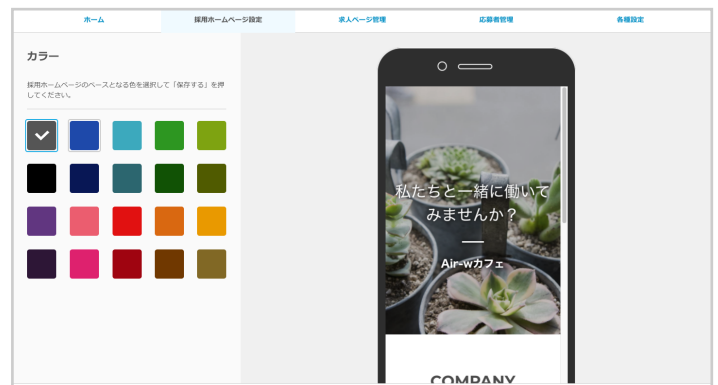 ホーム
採用ホームページ設定
求人ページ管理
応募者管理
各種設定
カラー
採用ホームページのベースとなる色を選択して「保存する」を押
してください。
私たちと一緒に働いて
みませんか？
Air-wカフェ
COMPANY